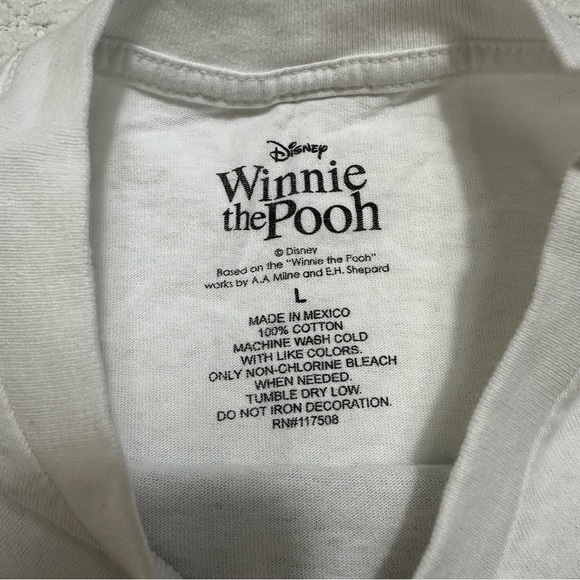 Disney
Winnie
the Pooh
© Disney
Based on the "Winnie the Pooh"
works by A.A Milne and E.H. Shepard
L
MADE IN MEXICO
100% COTTON
MACHINE WASH COLD
WITH LIKE COLORS.
ONLY NON-CHLORINE BLEACH
WHEN NEEDED.
TUMBLE DRY LOW.
DO NOT IRON DECORATION.
RN#117508